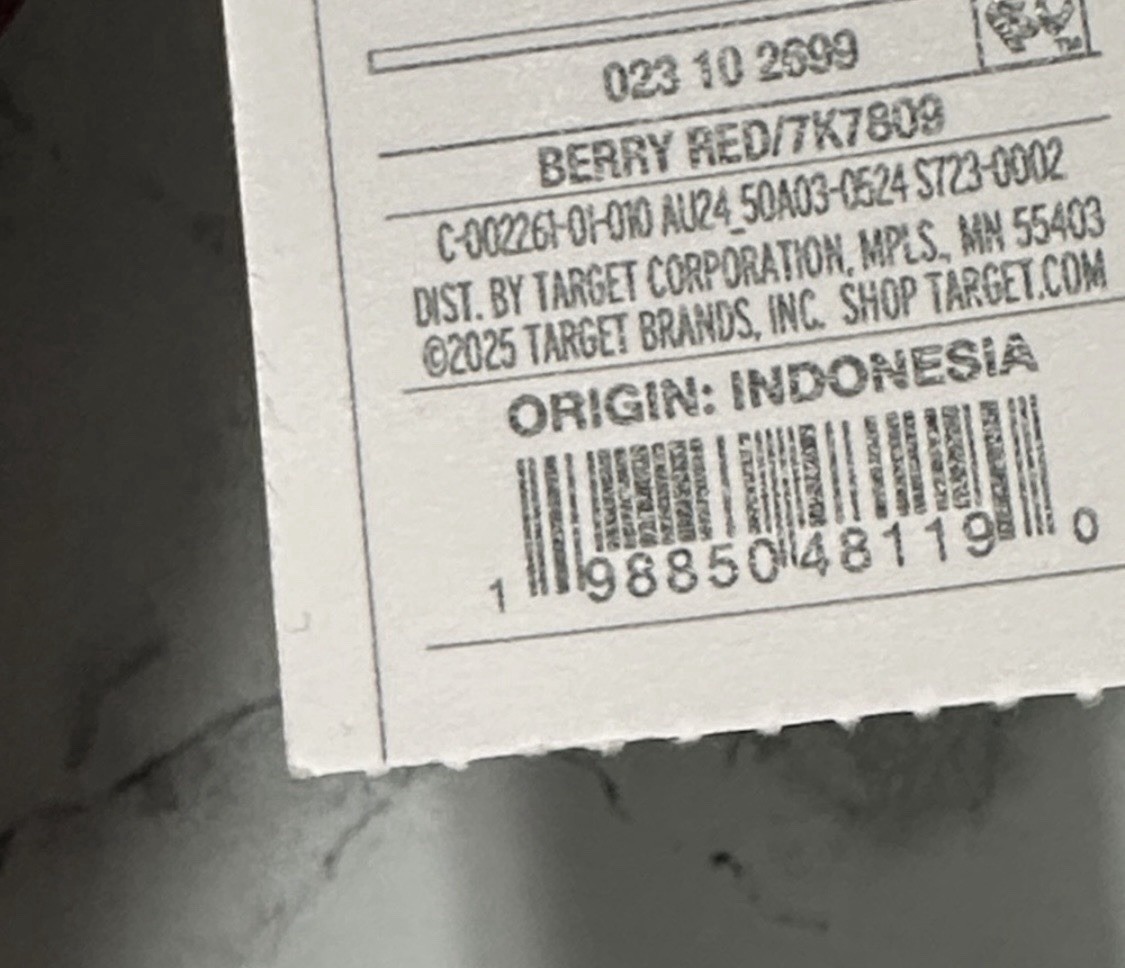 TM
023 10 2699
BERRY RED/7K7809
C-002261-01-010 AU24_50A03-0524 S723-0002
DIST. BY TARGET CORPORATION, MPLS., MN 55403
©2025 TARGET BRANDS, INC. SHOP TARGET.COM
ORIGIN: INDONESIA
1 98850 48119 0